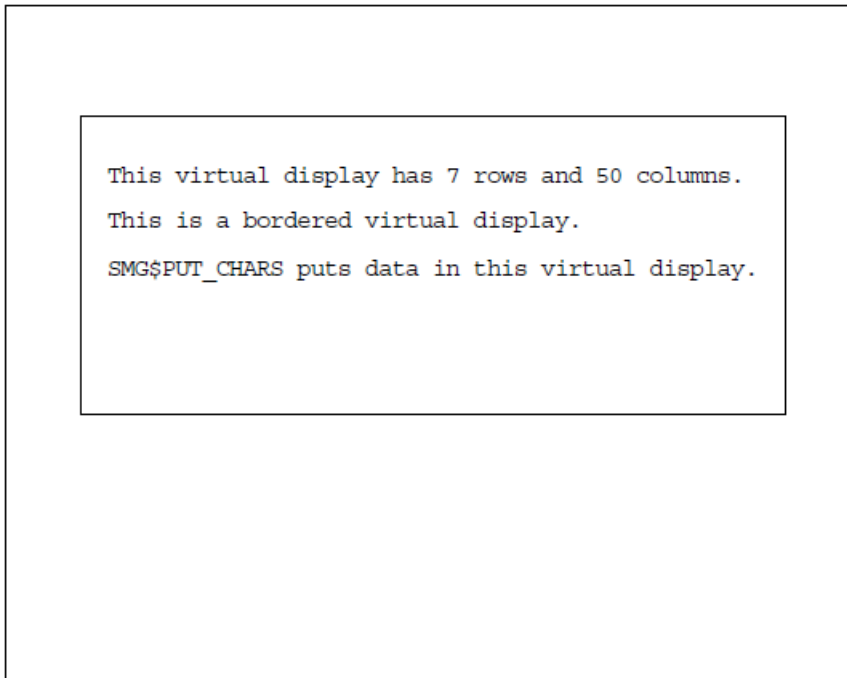 This virtual display has 7 rows and 50 columns.
This is a bordered virtual display.
SMG$PUT_CHARS puts data in this virtual display.